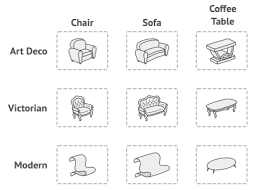 Chair
Sofa
Coffee
Table
Art Deco
Victorian
Modern